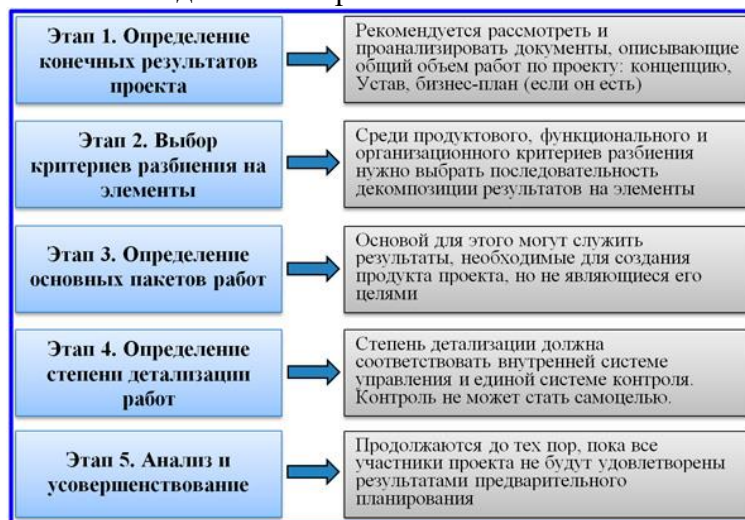 Этап 1. Определение
конечных результатов
проекта
Рекомендуется рассмотреть и
проанализировать документы, описывающие
общий объем работ по проекту: концепцию,
Устав, бизнес-план (если он есть)
Этап 2. Выбор
критериев разбиения на
элементы
Среди продуктового, функционального и
организационного критериев разбиения
нужно выбрать последовательность
декомпозиции результатов на элементы
Этап 3. Определение
основных пакетов работ
Основой для этого могут служить
результаты, необходимые для создания
продукта проекта, но не являющиеся его
целями
Этап 4. Определение
степени детализации
работ
Степень детализации должна
соответствовать внутренней системе
управления и единой системе контроля.
Контроль не может стать самоцелью.
Этап 5. Анализ и
усовершенствование
Продолжаются до тех пор, пока все
участники проекта не будут удовлетворены
результатами предварительного
планирования